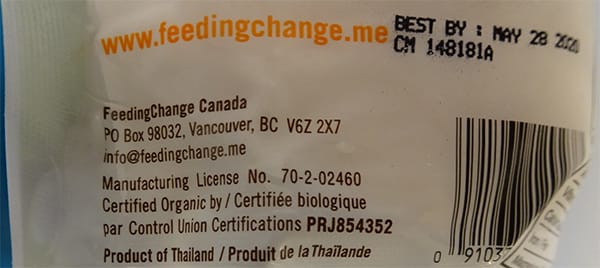 www.feedingchange.me
BEST BY : MAY 28 2020
CM 148181A
FeedingChange Canada
PO Box 98032, Vancouver, BC V6Z 2X7
info@feedingchange.me
Manufacturing License No. 70-2-02460
Certified Organic by / Certifiée biologique
par Control Union Certifications PRJ854352
Product of Thailand / Produit de la Thaïlande
0 9103